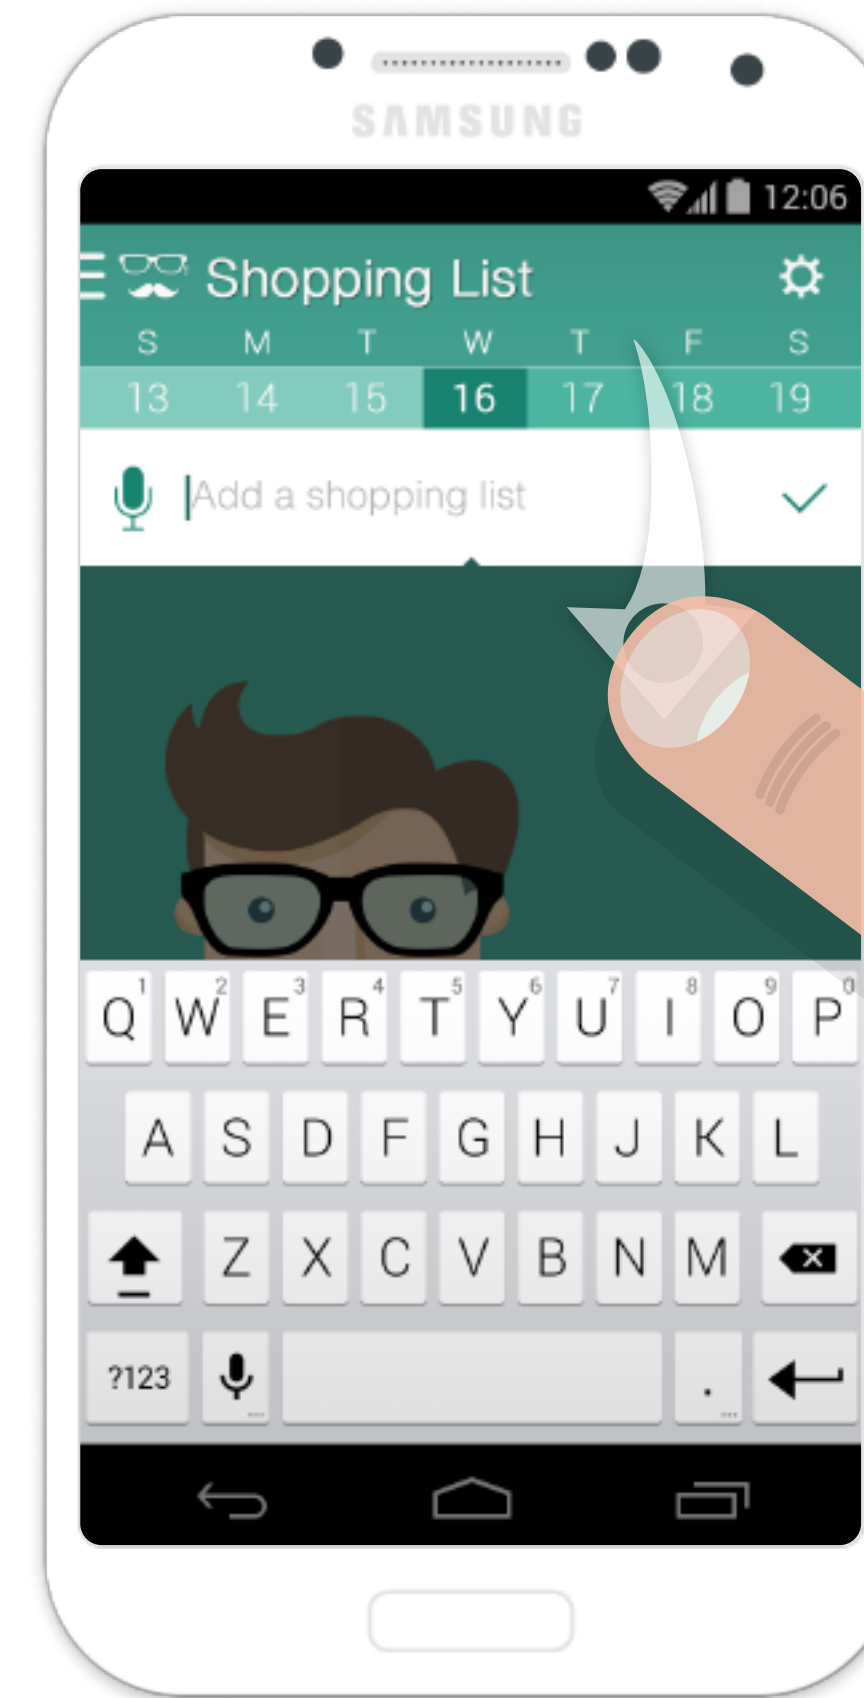 SAMSUNG
12:06
Shopping List
S M T W T F S
13 14 15 16 17 18 19
Add a shopping list
1 2 3 4 5 6 7 8 9 0
Q W E R T Y U I O P
A S D F G H J K L
Z X C V B N M
?123 . ... ...